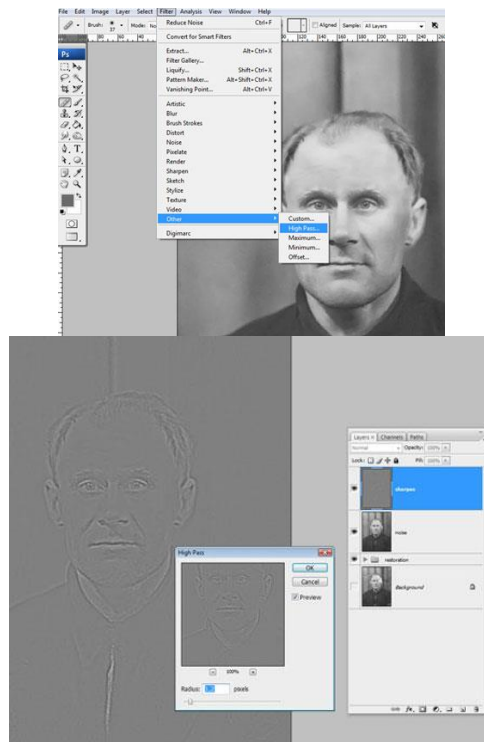 File Edit Image Layer Select Filter Analysis View Window Help
Brush: 37 Mode: Aligned Sample: All Layers
Ps
Reduce Noise Ctrl+F
Convert for Smart Filters
Extract... Alt+Ctrl+X
Filter Gallery...
Liquify... Shift+Ctrl+X
Pattern Maker... Alt+Shift+Ctrl+X
Vanishing Point... Alt+Ctrl+V
Artistic
Blur
Brush Strokes
Distort
Noise
Pixelate
Render
Sharpen
Sketch
Stylize
Texture
Video
Other
Digimarc
Custom...
High Pass...
Maximum...
Minimum...
Offset...
Layers × Channels Paths
Normal Opacity: 100%
Lock: Fill: 100%
sharpen
noise
restoration
Background
High Pass
OK
Cancel
Preview
100%
Radius: pixels